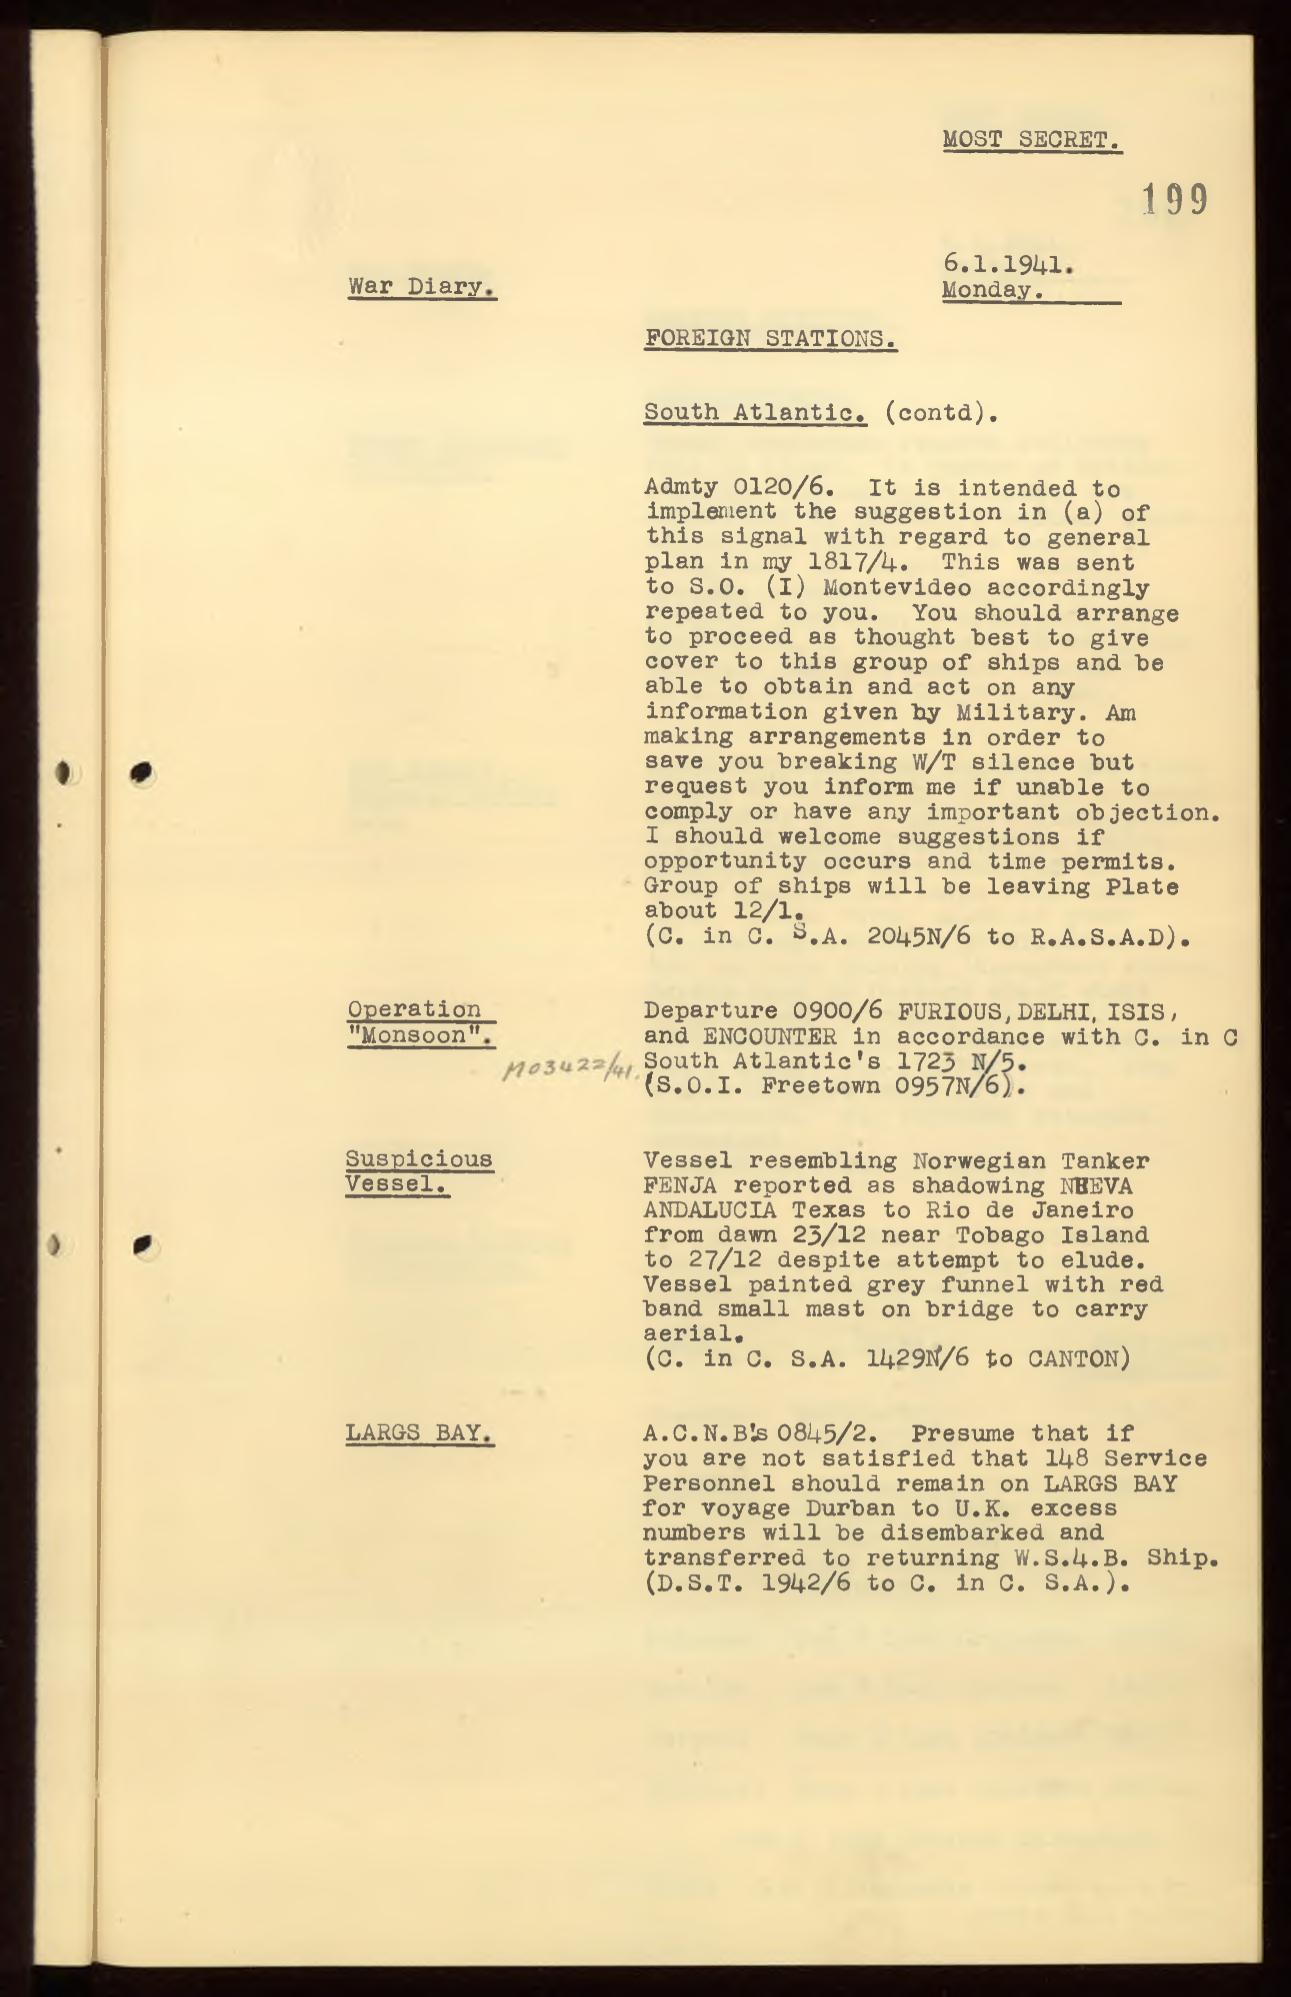 MOST SECRET.
199
6.1.1941.
War Diary.
Monday.
FOREIGN STATIONS.
South Atlantic. (contd).
Admty 0120/6. It is intended to
implement the suggestion in (a) of
this signal with regard to general
plan in my 1817/4. This was sent
to S.O. (I) Montevideo accordingly
repeated to you. You should arrange
to proceed as thought best to give
cover to this group of ships and be
able to obtain and act on any
information given by Military. Am
making arrangements in order to
save you breaking W/T silence but
request you inform me if unable to
comply or have any important objection.
I should welcome suggestions if
opportunity occurs and time permits.
Group of ships will be leaving Plate
about 12/1.
(C. in C. S.A. 2045N/6 to R.A.S.A.D).
Operation
"Monsoon".
M03422/41.
Departure 0900/6 FURIOUS, DELHI, ISIS,
and ENCOUNTER in accordance with C. in C
South Atlantic's 1723 N/5.
(S.O.I. Freetown 0957N/6).
Suspicious
Vessel.
Vessel resembling Norwegian Tanker
FENJA reported as shadowing NUEVA
ANDALUCIA Texas to Rio de Janeiro
from dawn 23/12 near Tobago Island
to 27/12 despite attempt to elude.
Vessel painted grey funnel with red
band small mast on bridge to carry
aerial.
(C. in C. S.A. 1429N/6 to CANTON)
LARGS BAY.
A.C.N.B's 0845/2. Presume that if
you are not satisfied that 148 Service
Personnel should remain on LARGS BAY
for voyage Durban to U.K. excess
numbers will be disembarked and
transferred to returning W.S.4.B. Ship.
(D.S.T. 1942/6 to C. in C. S.A.).